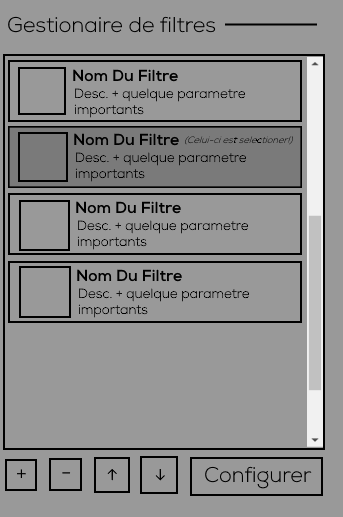 Gestionaire de filtres
Nom Du Filtre
Desc. + quelque parametre
importants
Nom Du Filtre (Celui-ci est selectioner!)
Desc. + quelque parametre
importants
Nom Du Filtre
Desc. + quelque parametre
importants
Nom Du Filtre
Desc. + quelque parametre
importants
+ - ↑ ↓ Configurer